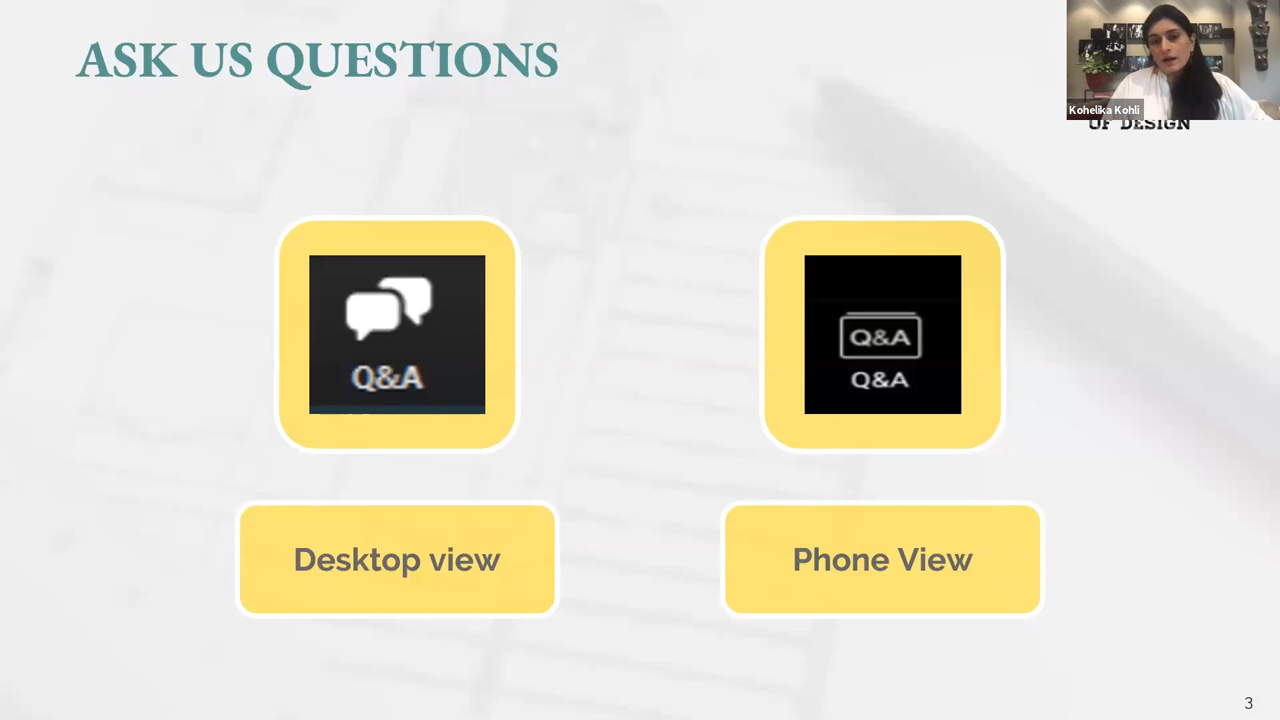 ASK US QUESTIONS
Kohelika Kohli
OF DESIGN
Q&A
Q&A
Q&A
Desktop view
Phone View
3